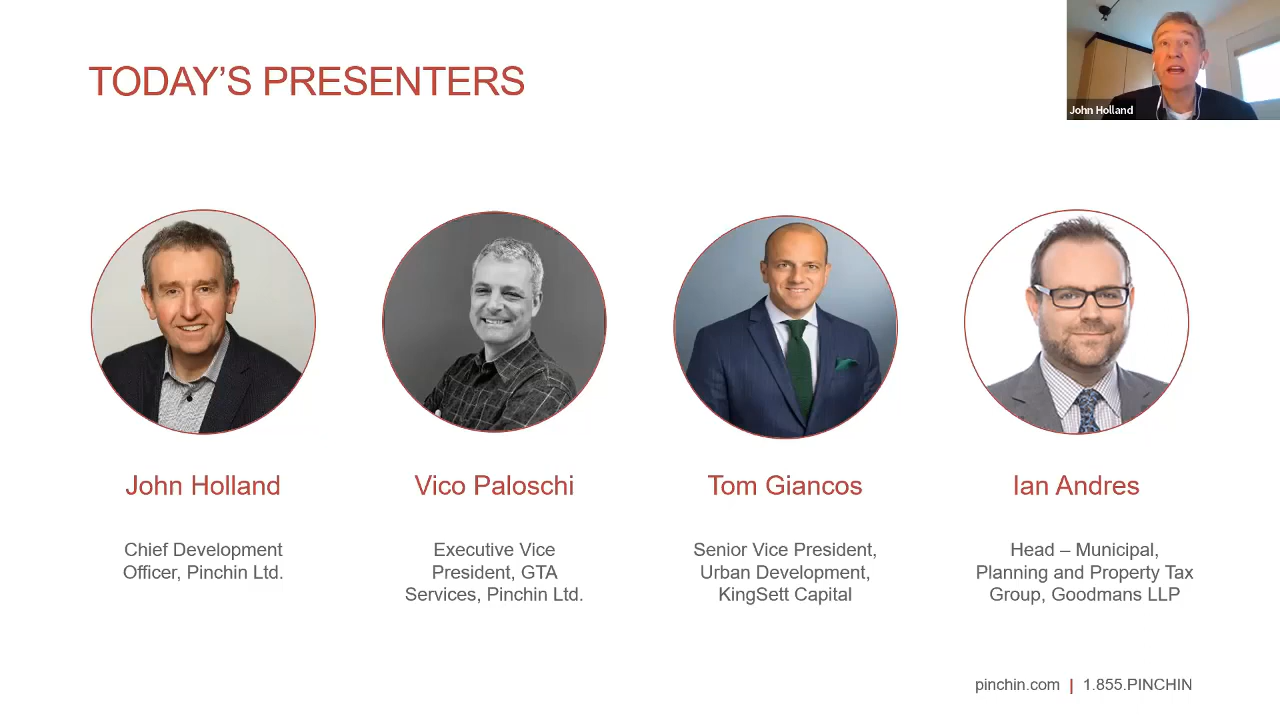 TODAY'S PRESENTERS
John Holland
John Holland
Chief Development
Officer, Pinchin Ltd.
Vico Paloschi
Executive Vice
President, GTA
Services, Pinchin Ltd.
Tom Giancos
Senior Vice President,
Urban Development,
KingSett Capital
Ian Andres
Head – Municipal,
Planning and Property Tax
Group, Goodmans LLP
pinchin.com | 1.855.PINCHIN